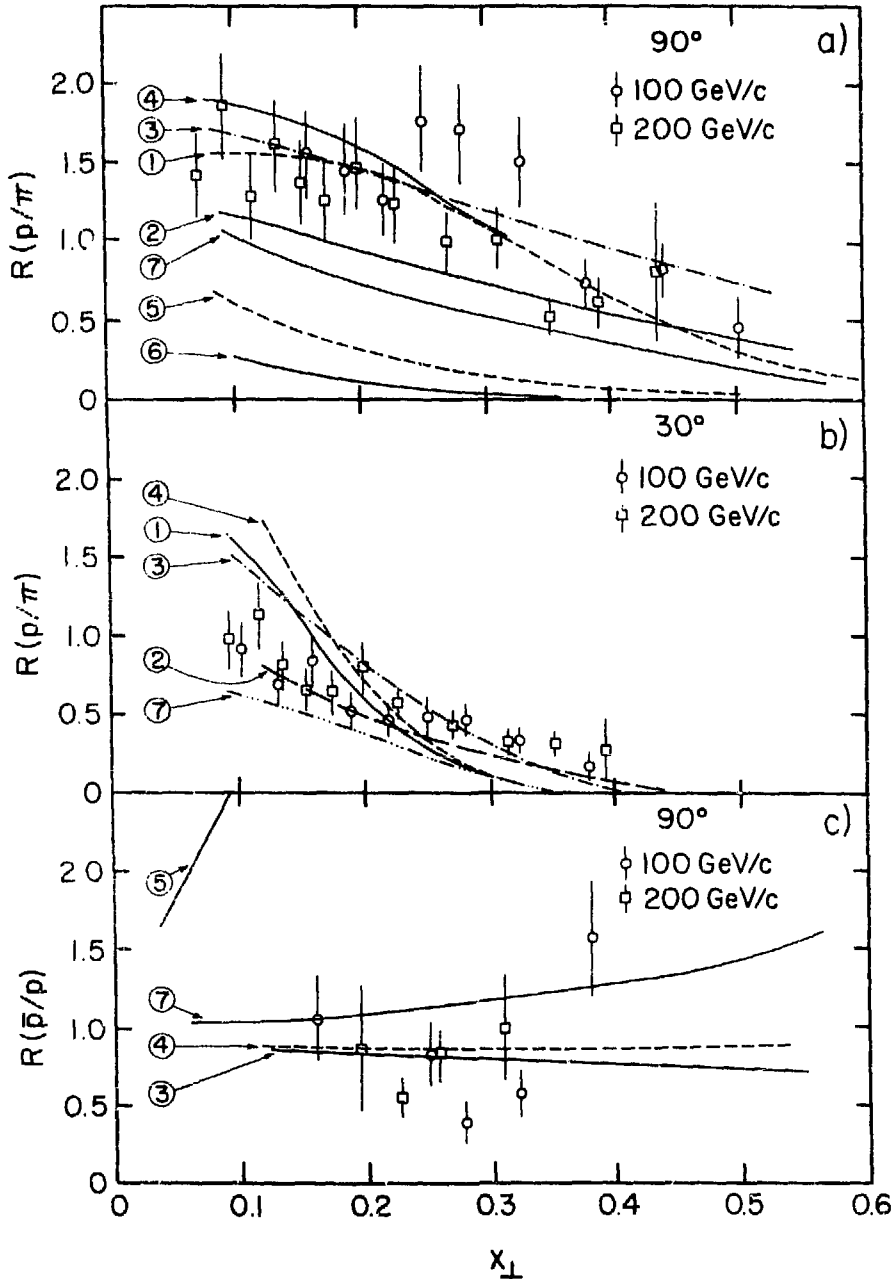 90° a)
100 GeV/c
200 GeV/c
2.0
1.5
1.0
0.5
0
R(p/π)
④
③
①
②
⑦
⑤
⑥
30° b)
100 GeV/c
200 GeV/c
2.0
1.5
1.0
0.5
0
R(p/π)
④
①
③
②
⑦
90° c)
100 GeV/c
200 GeV/c
2 0
1.5
1.0
0.5
0
R(p̄/p)
⑤
⑦
④
③
0 0.1 0.2 0.3 0.4 0.5 0.6
x⊥